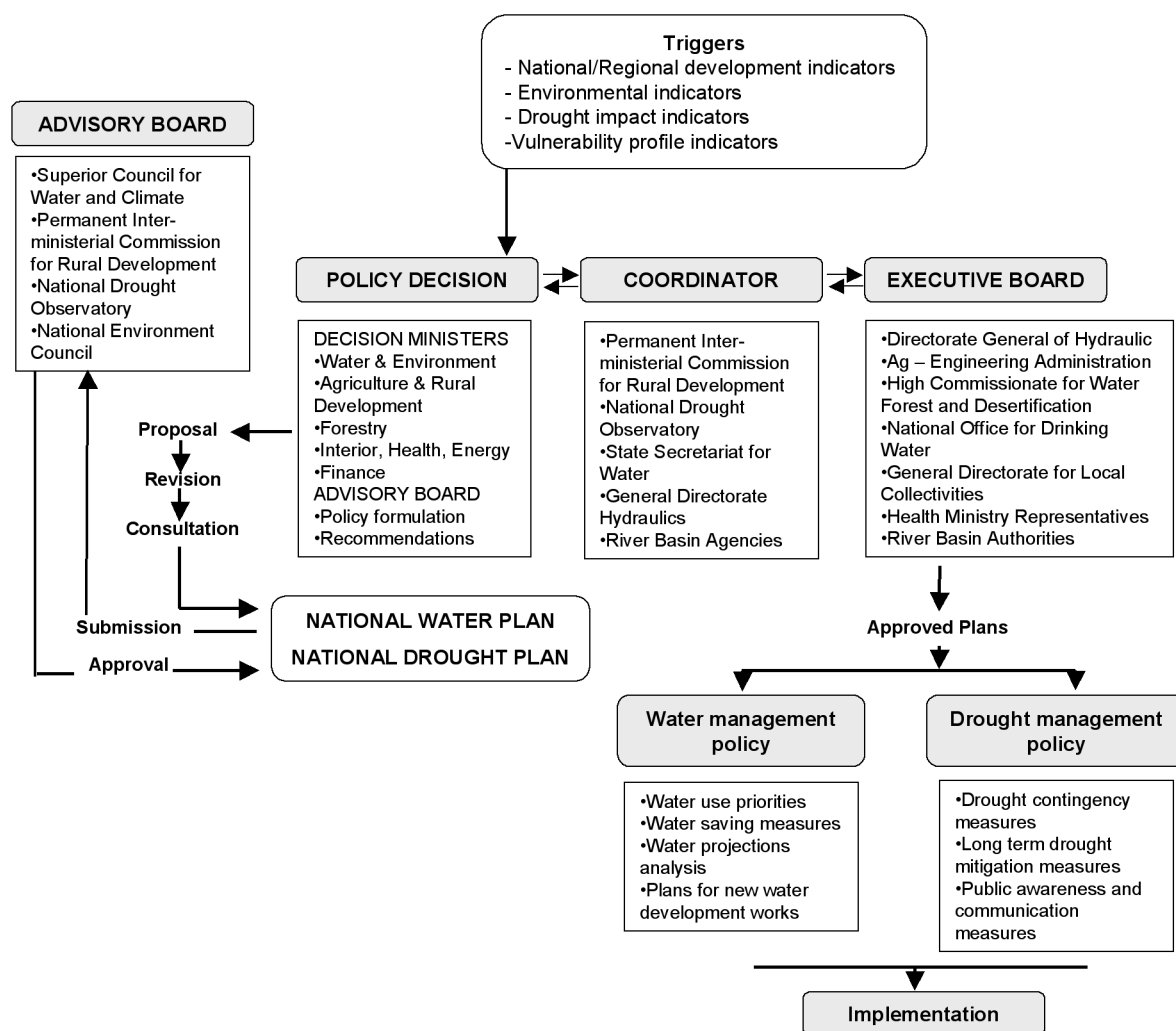 Triggers
- National/Regional development indicators
- Environmental indicators
- Drought impact indicators
-Vulnerability profile indicators
ADVISORY BOARD
•Superior Council for
Water and Climate
•Permanent Inter-
ministerial Commission
for Rural Development
•National Drought
Observatory
•National Environment
Council
POLICY DECISION
DECISION MINISTERS
•Water & Environment
•Agriculture & Rural
Development
•Forestry
•Interior, Health, Energy
•Finance
ADVISORY BOARD
•Policy formulation
•Recommendations
COORDINATOR
•Permanent Inter-
ministerial Commission
for Rural Development
•National Drought
Observatory
•State Secretariat for
Water
•General Directorate
Hydraulics
•River Basin Agencies
EXECUTIVE BOARD
•Directorate General of Hydraulic
•Ag – Engineering Administration
•High Commissionate for Water
Forest and Desertification
•National Office for Drinking
Water
•General Directorate for Local
Collectivities
•Health Ministry Representatives
•River Basin Authorities
Proposal
Revision
Consultation
Submission
Approval
NATIONAL WATER PLAN
NATIONAL DROUGHT PLAN
Approved Plans
Water management
policy
•Water use priorities
•Water saving measures
•Water projections
analysis
•Plans for new water
development works
Drought management
policy
•Drought contingency
measures
•Long term drought
mitigation measures
•Public awareness and
communication
measures
Implementation